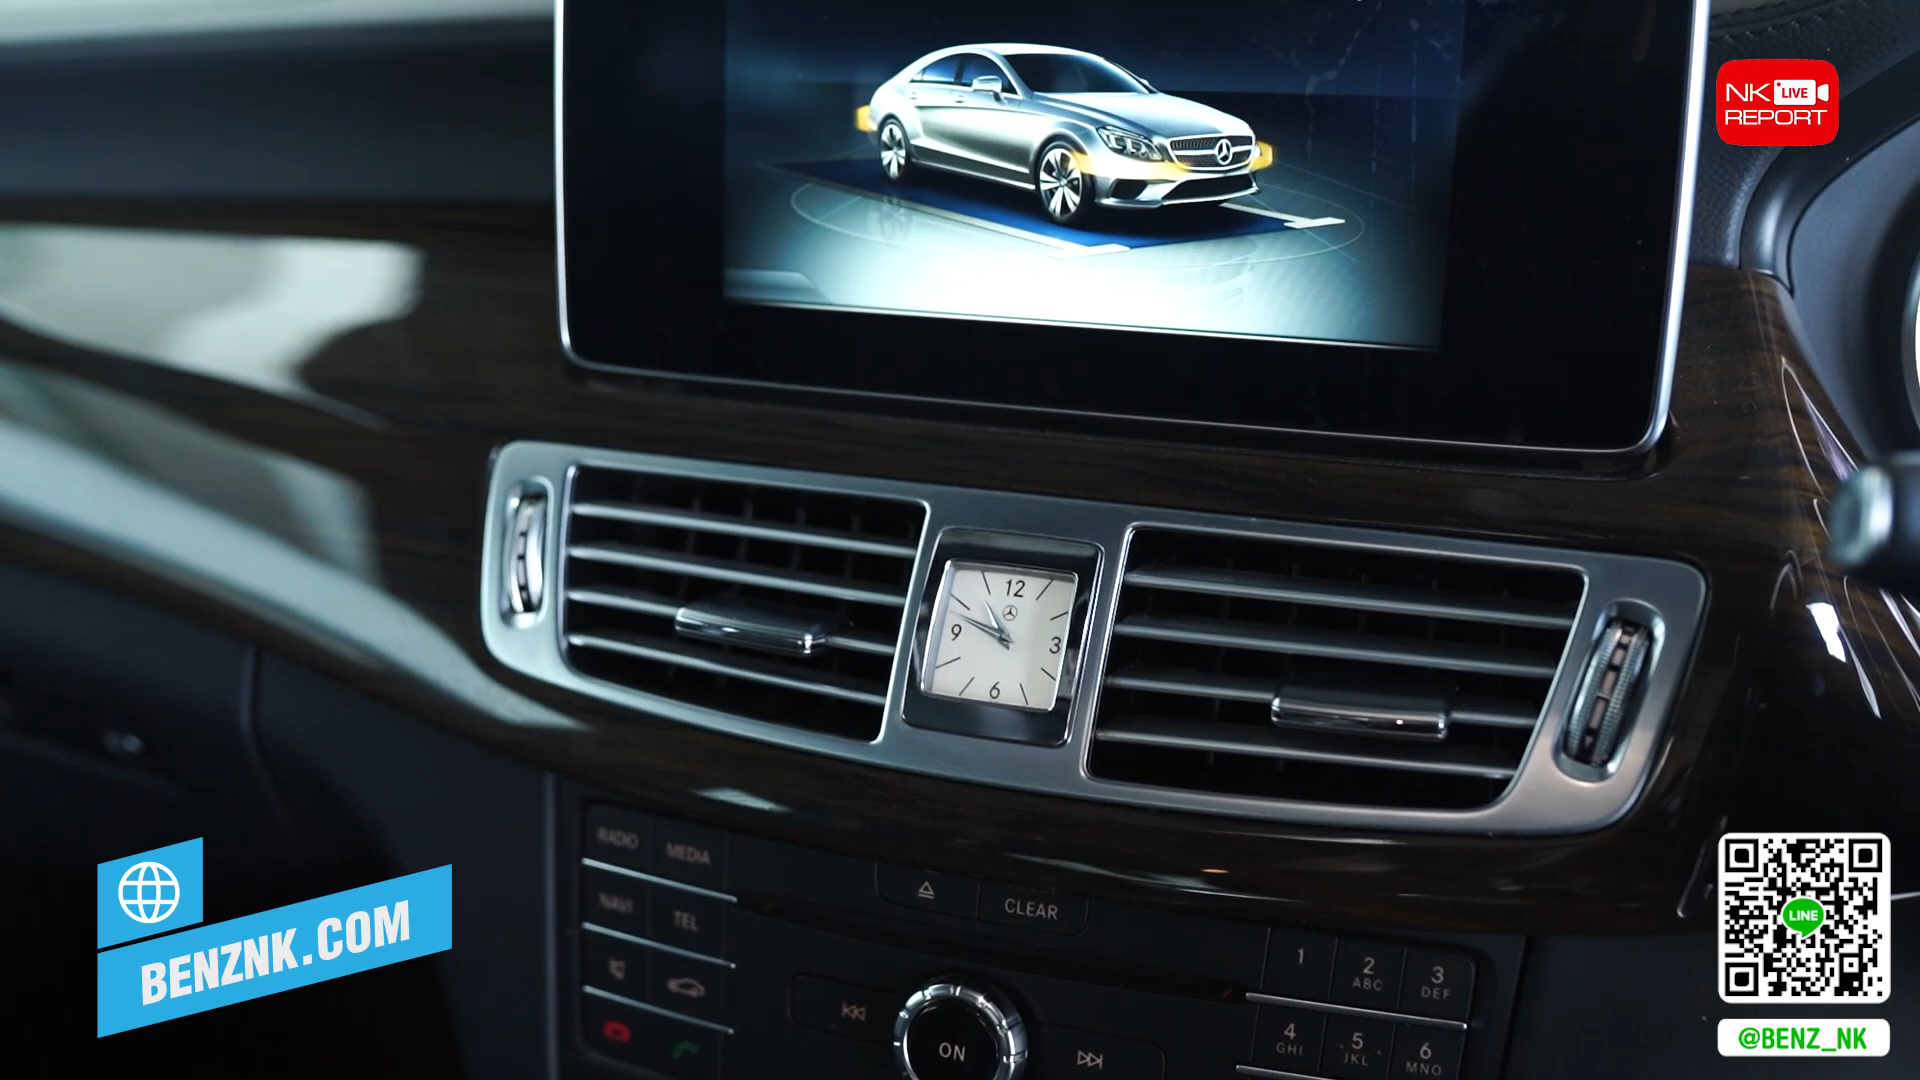 NK LIVE
REPORT
12
9
3
6
RADIO
MEDIA
NAVI
TEL
CLEAR
ON
1
2
ABC
3
DEF
4
GHI
5
JKL
6
MNO
BENZNK.COM
LINE
@BENZ_NK